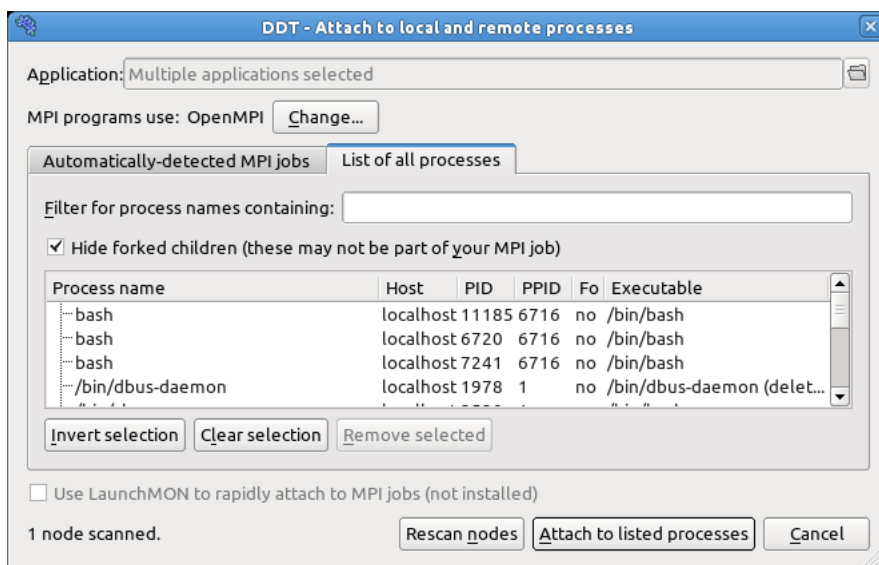 DDT - Attach to local and remote processes
Application: Multiple applications selected
MPI programs use: OpenMPI Change...
Automatically-detected MPI jobs List of all processes
Filter for process names containing:
Hide forked children (these may not be part of your MPI job)
Process name Host PID PPID Fo Executable
bash localhost 11185 6716 no /bin/bash
bash localhost 6720 6716 no /bin/bash
bash localhost 7241 6716 no /bin/bash
/bin/dbus-daemon localhost 1978 1 no /bin/dbus-daemon (delet...
Invert selection Clear selection Remove selected
Use LaunchMON to rapidly attach to MPI jobs (not installed)
1 node scanned. Rescan nodes Attach to listed processes Cancel